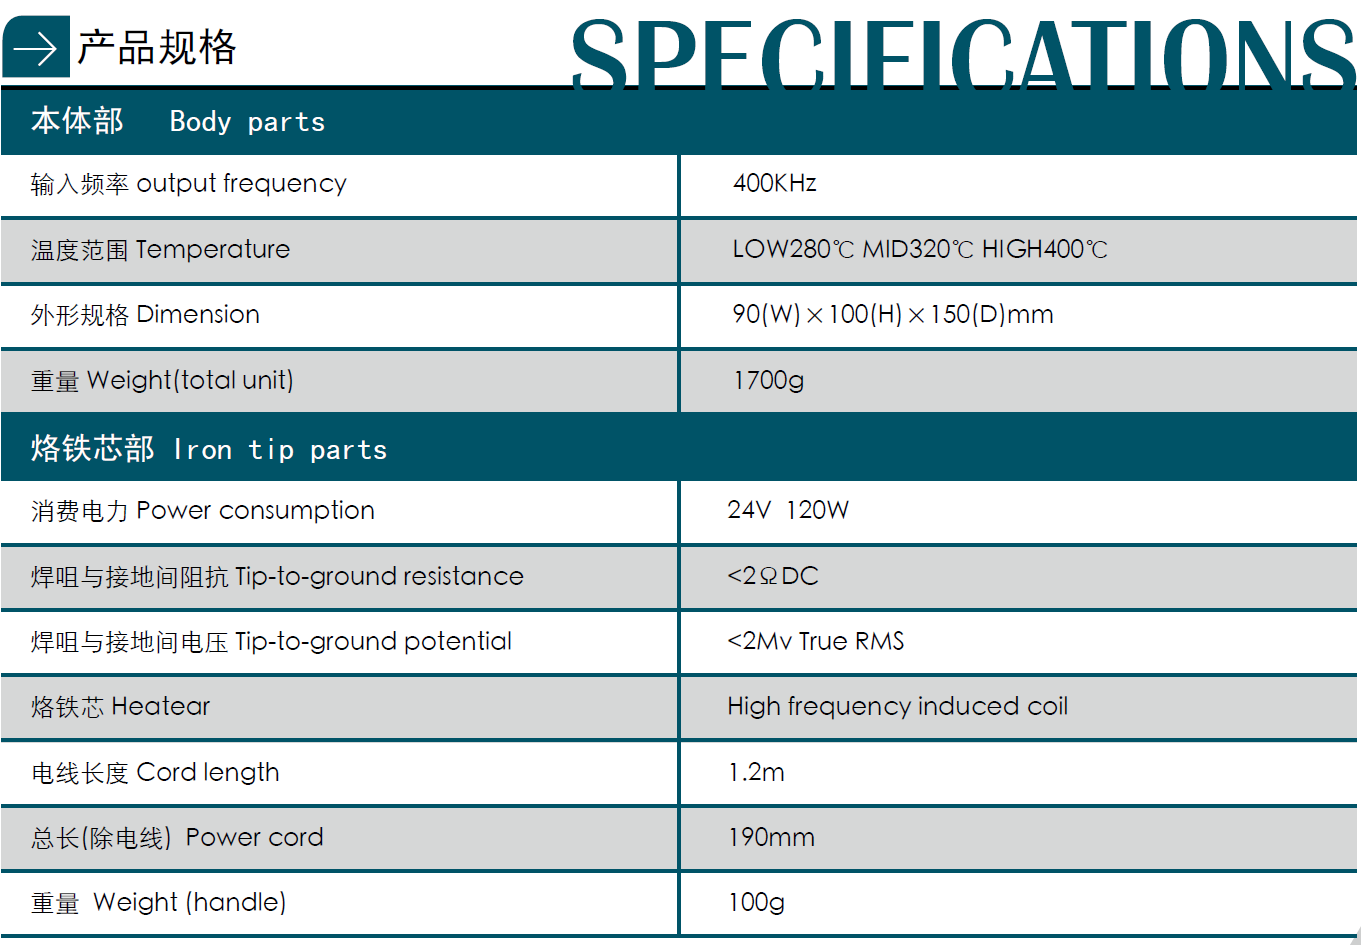 产品规格
SPECIFICATIONS
本体部 Body parts
输入频率 output frequency 400KHz
温度范围 Temperature LOW280℃ MID320℃ HIGH400℃
外形规格 Dimension 90(W)×100(H)×150(D)mm
重量 Weight(total unit) 1700g
烙铁芯部 Iron tip parts
消费电力 Power consumption 24V 120W
焊咀与接地间阻抗 Tip-to-ground resistance <2ΩDC
焊咀与接地间电压 Tip-to-ground potential <2Mv True RMS
烙铁芯 Heatear High frequency induced coil
电线长度 Cord length 1.2m
总长(除电线) Power cord 190mm
重量 Weight (handle) 100g